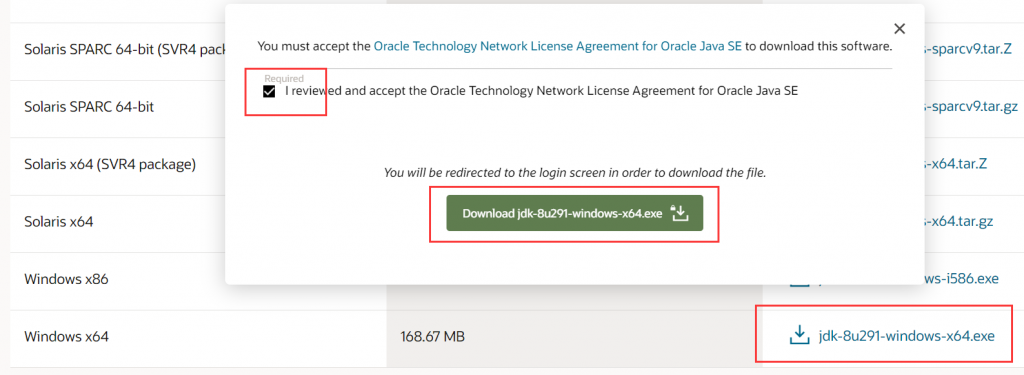 You must accept the Oracle Technology Network License Agreement for Oracle Java SE to download this software.
Required
I reviewed and accept the Oracle Technology Network License Agreement for Oracle Java SE
You will be redirected to the login screen in order to download the file.
Download jdk-8u291-windows-x64.exe
Solaris SPARC 64-bit (SVR4
-sparcv9.tar.Z
Solaris SPARC 64-bit
-sparcv9.tar.gz
Solaris x64 (SVR4 package)
-x64.tar.Z
Solaris x64
-x64.tar.gz
Windows x86
ws-i586.exe
Windows x64 168.67 MB jdk-8u291-windows-x64.exe